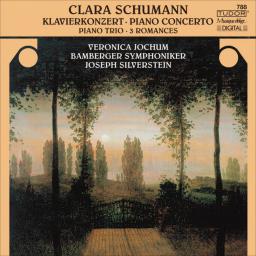 CLARA SCHUMANN
KLAVIERKONZERT · PIANO CONCERTO
PIANO TRIO · 3 ROMANCES
VERONICA JOCHUM
BAMBERGER SYMPHONIKER
JOSEPH SILVERSTEIN
788
TUDOR
DIGITAL